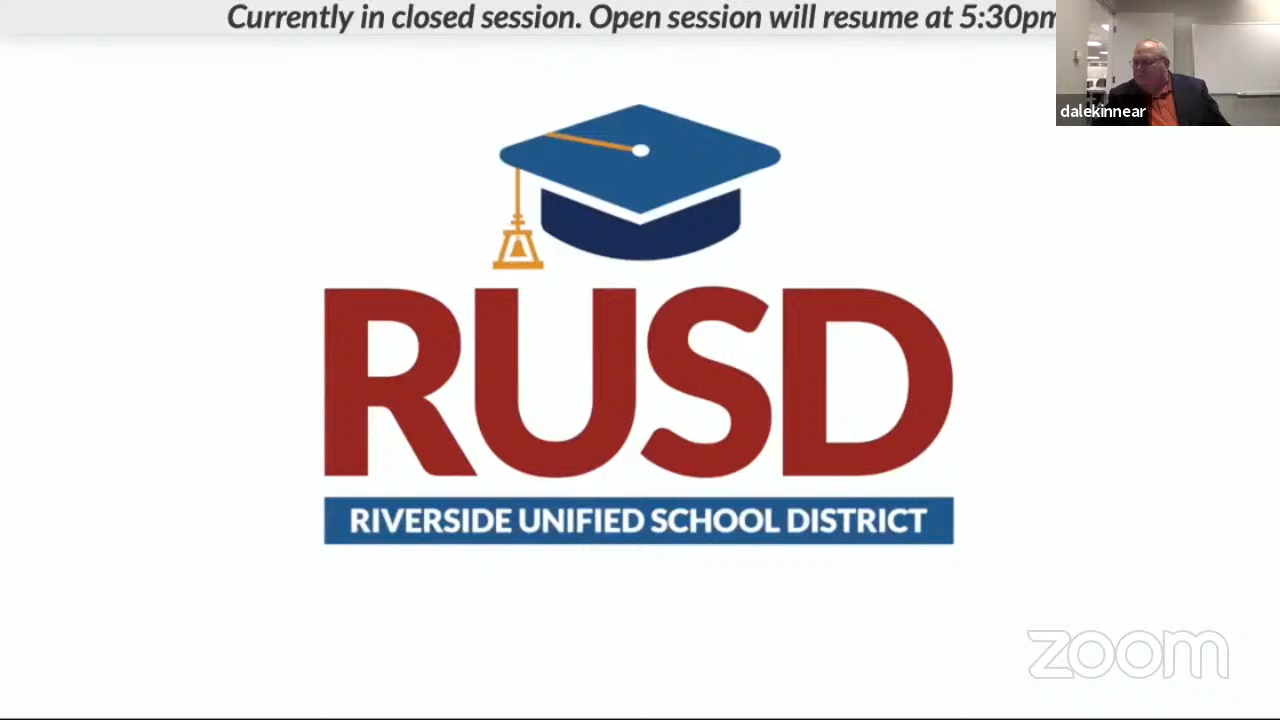 Currently in closed session. Open session will resume at 5:30pm
dalekinnear
RUSD
RIVERSIDE UNIFIED SCHOOL DISTRICT
zoom